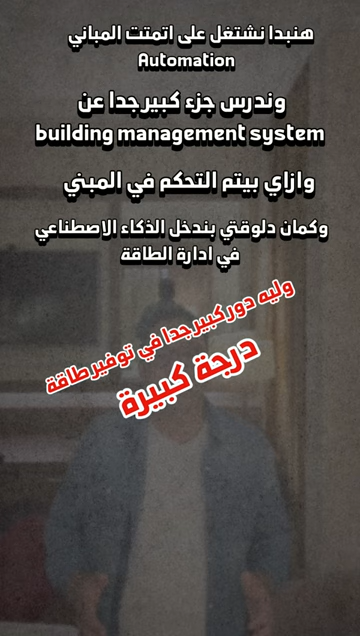 هنبدا نشتغل على اتمتت المباني
Automation
وندرس جزء كبير جدا عن
building management system
وازاي بيتم التحكم في المبني
وكمان دلوقتي بندخل الذكاء الاصطناعي
في ادارة الطاقة
وليه دور كبير جدا في توفير طاقة
درجة كبيرة